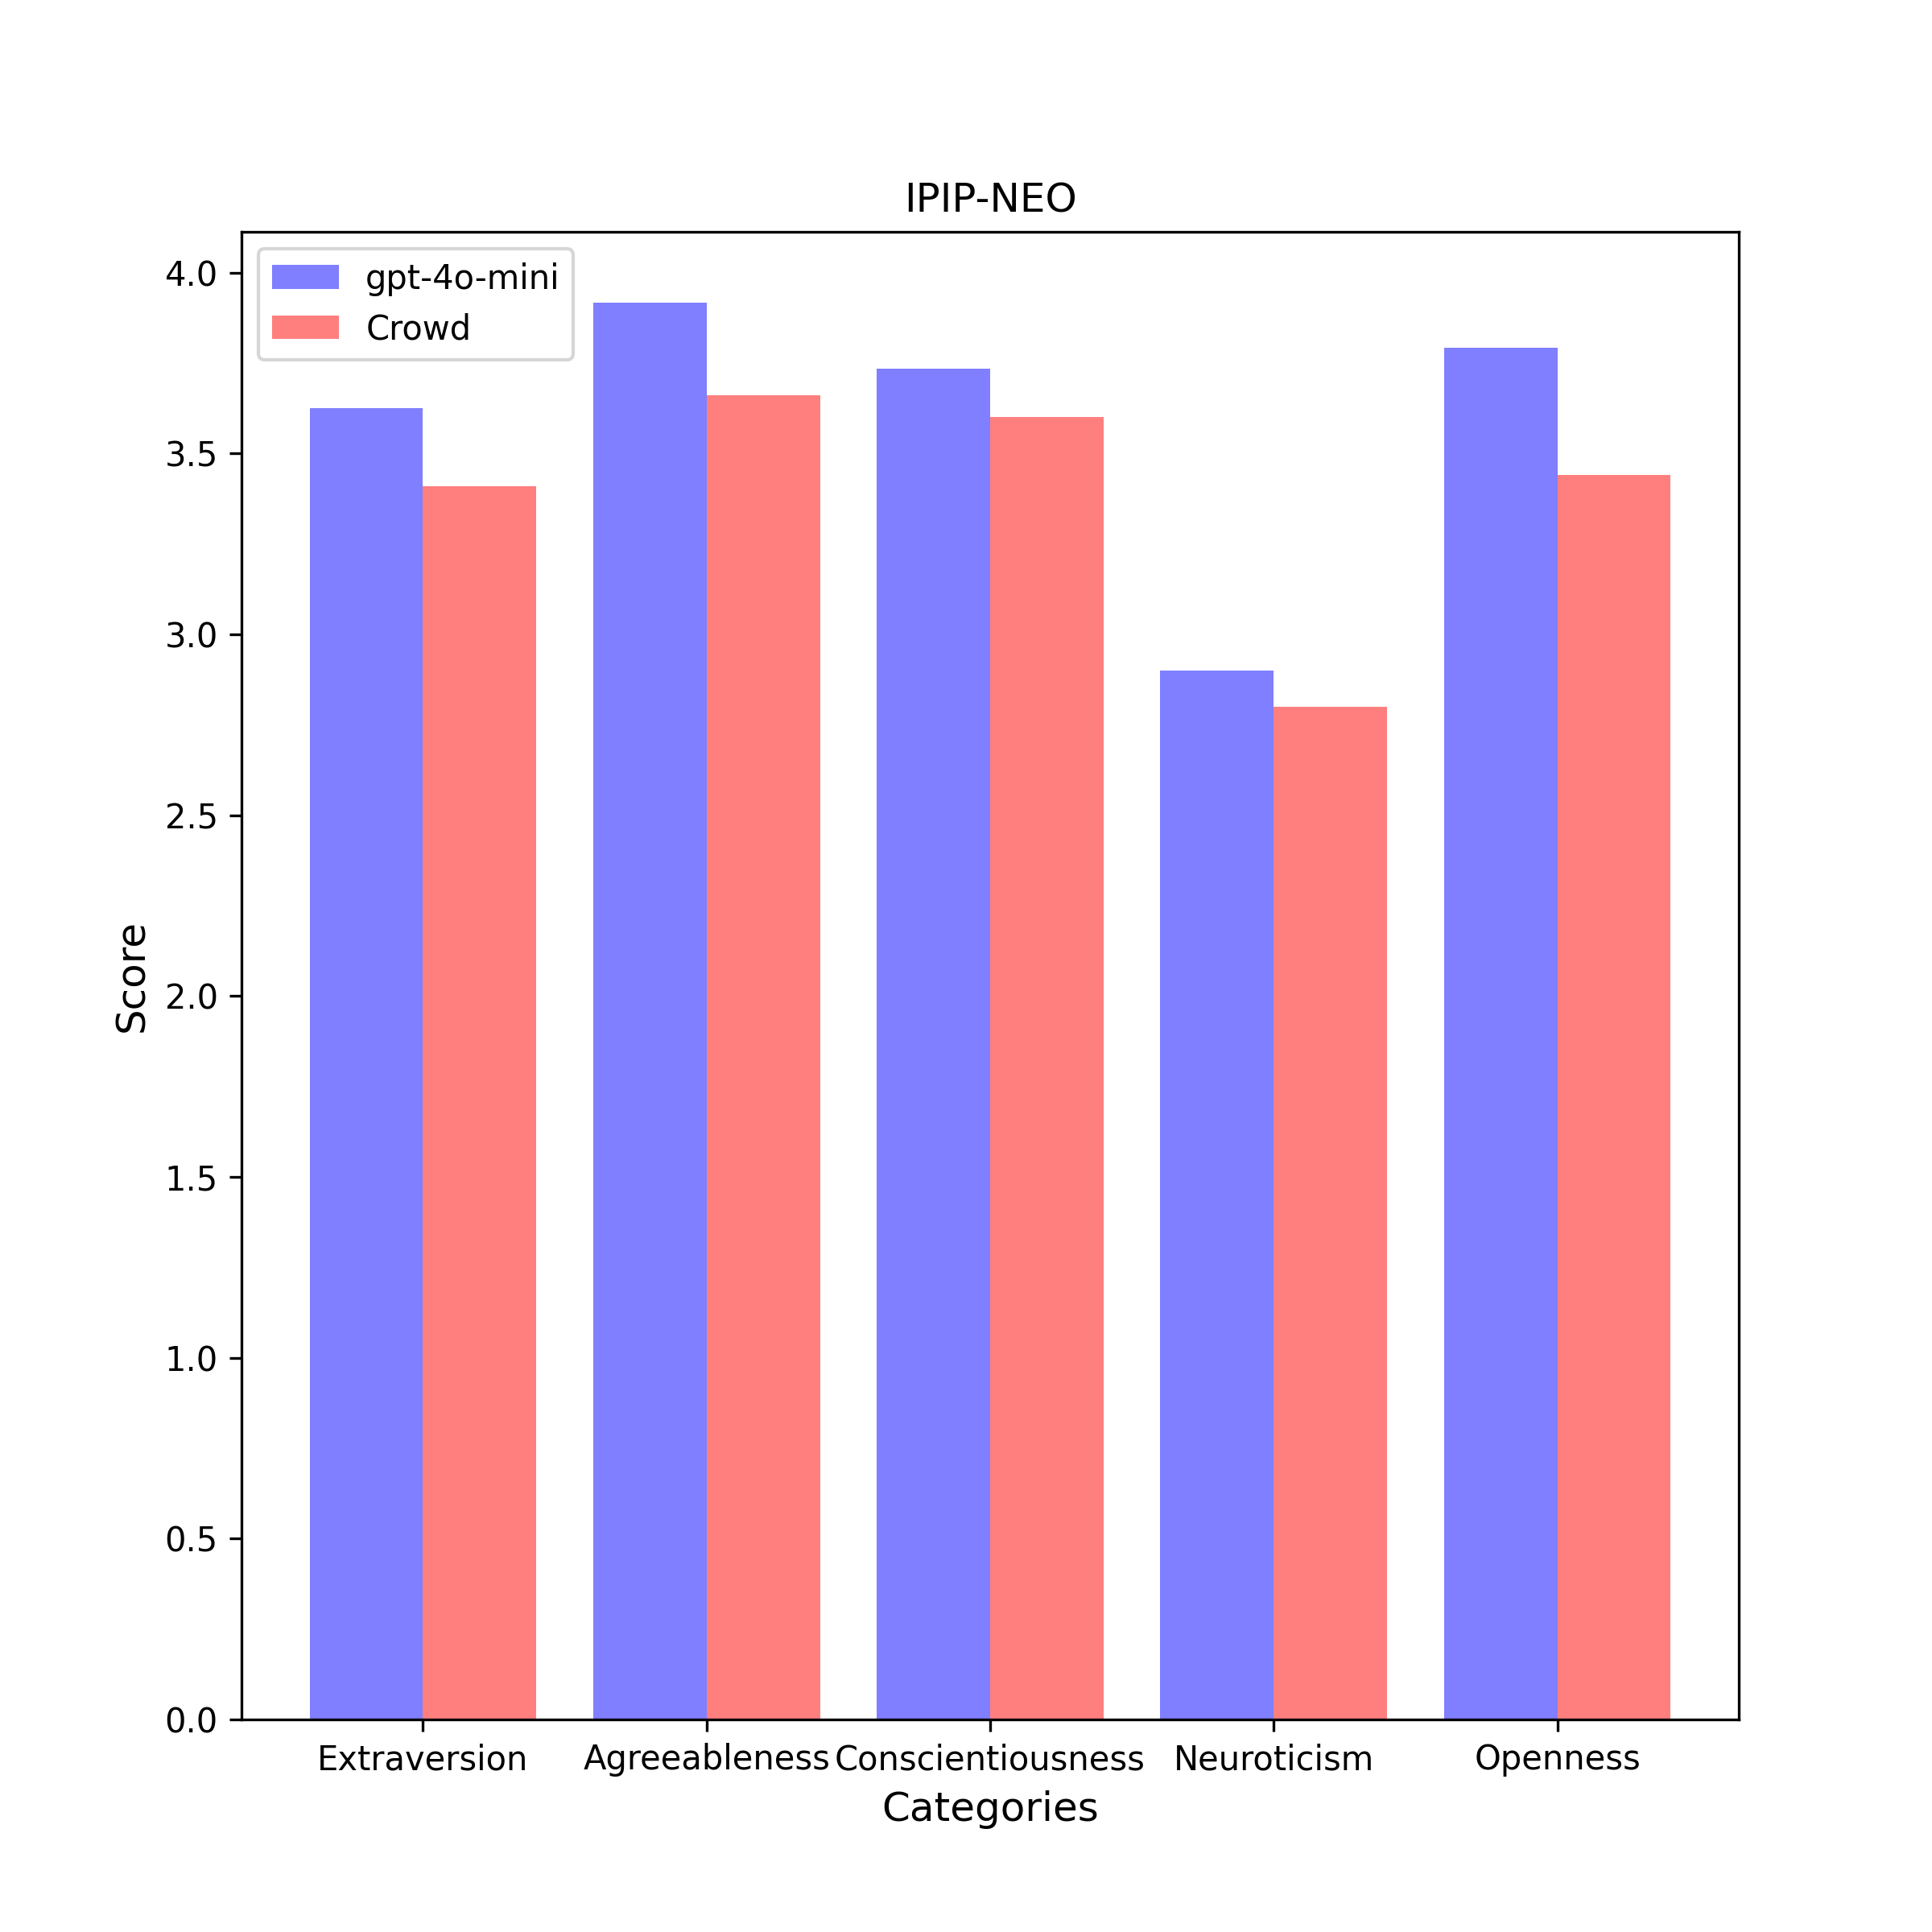 IPIP-NEO
gpt-4o-mini
Crowd
4.0
3.5
3.0
2.5
2.0
1.5
1.0
0.5
0.0
Score
Extraversion Agreeableness Conscientiousness Neuroticism Openness
Categories